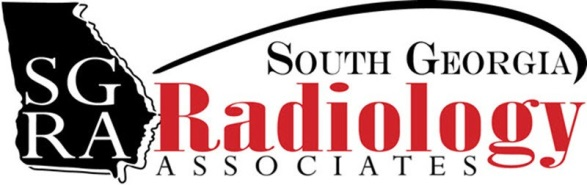 SG
RA
SOUTH GEORGIA
Radiology
ASSOCIATES